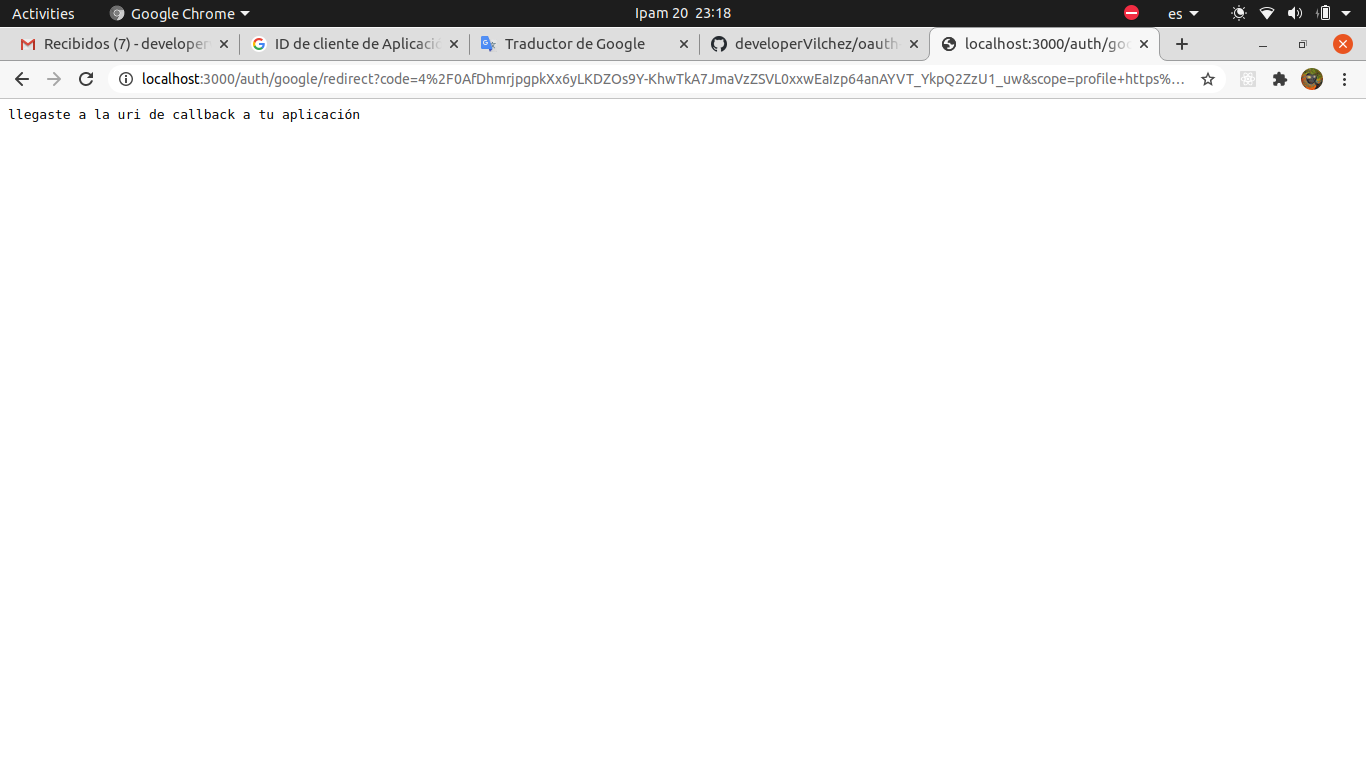 Activities Google Chrome Ipam 20 23:18 es
Recibidos (7) - developer ID de cliente de Aplicació Traductor de Google developerVilchez/oauth localhost:3000/auth/goo
localhost:3000/auth/google/redirect?code=4%2F0AfDhmrjpgpkXx6yLKDZOs9Y-KhwTkA7JmaVzZSVL0xxwEaIzp64anAYVT_YkpQ2ZzU1_uw&scope=profile+https%...
llegaste a la uri de callback a tu aplicación